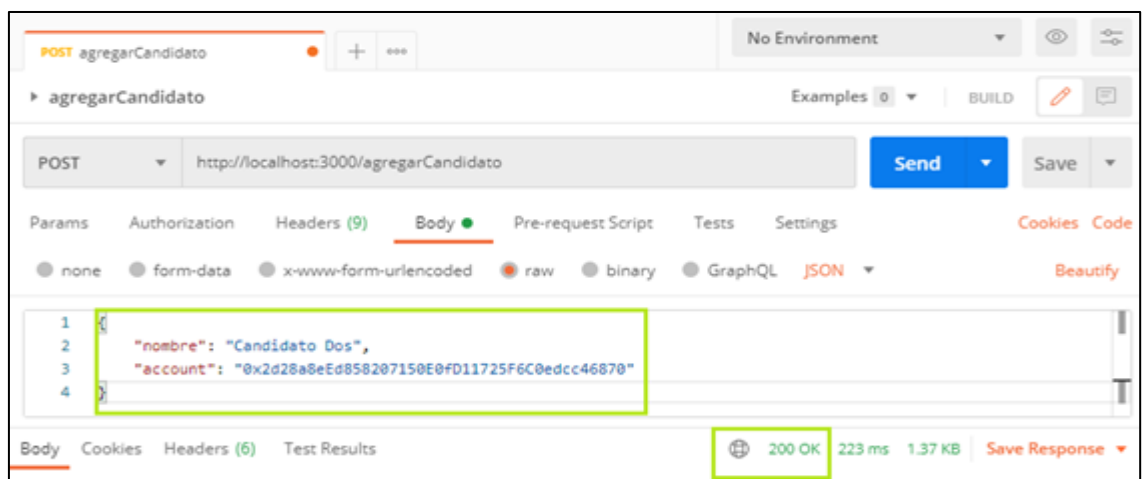 POST agregarCandidato
No Environment
agregarCandidato
Examples 0
BUILD
POST http://localhost:3000/agregarCandidato
Send
Save
Params Authorization Headers (9) Body Pre-request Script Tests Settings Cookies Code
none form-data x-www-form-urlencoded raw binary GraphQL JSON Beautify
1 {
2 "nombre": "Candidato Dos",
3 "account": "0x2d28a8eEd858207150E0fD11725F6C0edcc46870"
4 }
Body Cookies Headers (6) Test Results 200 OK 223 ms 1.37 KB Save Response